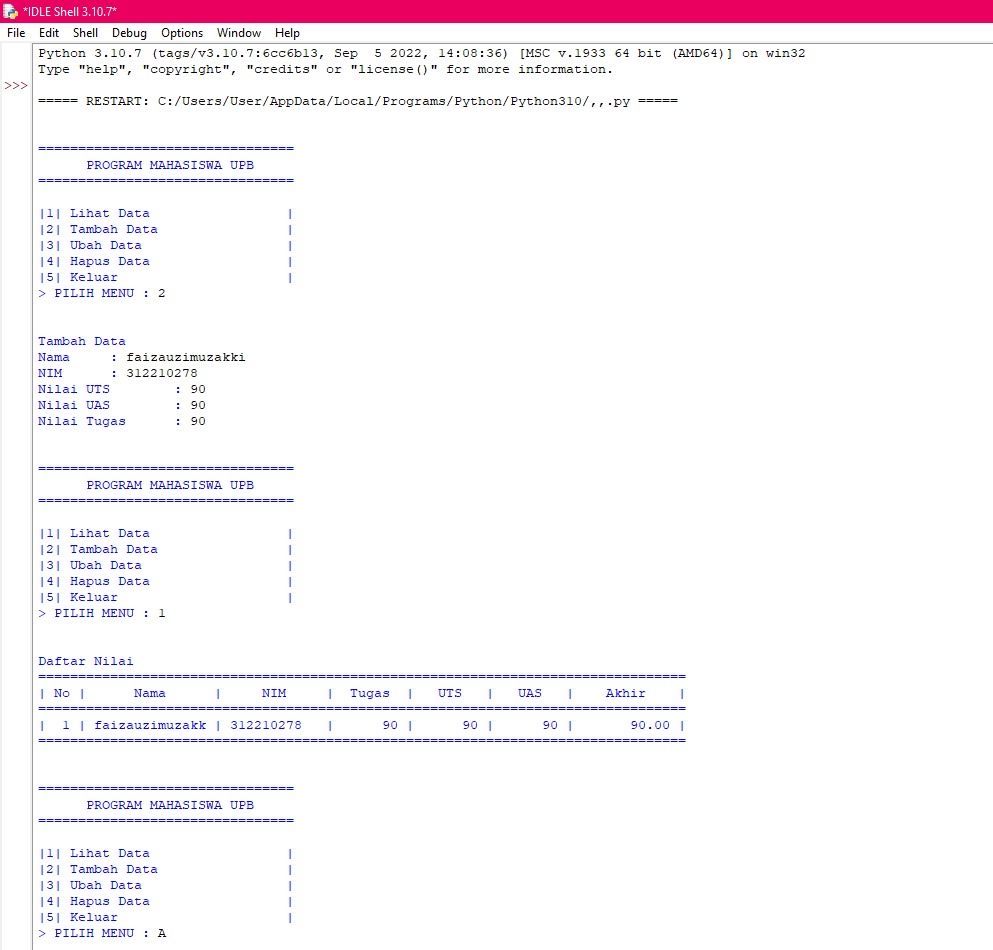 *IDLE Shell 3.10.7*
File Edit Shell Debug Options Window Help
Python 3.10.7 (tags/v3.10.7:6cc6b13, Sep  5 2022, 14:08:36) [MSC v.1933 64 bit (AMD64)] on win32
Type "help", "copyright", "credits" or "license()" for more information.
>>>
===== RESTART: C:/Users/User/AppData/Local/Programs/Python/Python310/,,.py =====
================================
      PROGRAM MAHASISWA UPB
================================
|1| Lihat Data                 |
|2| Tambah Data                |
|3| Ubah Data                  |
|4| Hapus Data                 |
|5| Keluar                     |
> PILIH MENU : 2
Tambah Data
Nama     : faizauzimuzakki
NIM      : 312210278
Nilai UTS        : 90
Nilai UAS        : 90
Nilai Tugas      : 90
================================
      PROGRAM MAHASISWA UPB
================================
|1| Lihat Data                 |
|2| Tambah Data                |
|3| Ubah Data                  |
|4| Hapus Data                 |
|5| Keluar                     |
> PILIH MENU : 1
Daftar Nilai
=================================================================================
| No |      Nama      |     NIM     |  Tugas  |   UTS   |   UAS   |    Akhir    |
=================================================================================
|  1 | faizauzimuzakk | 312210278   |      90 |      90 |      90 |       90.00 |
=================================================================================
================================
      PROGRAM MAHASISWA UPB
================================
|1| Lihat Data                 |
|2| Tambah Data                |
|3| Ubah Data                  |
|4| Hapus Data                 |
|5| Keluar                     |
> PILIH MENU : A